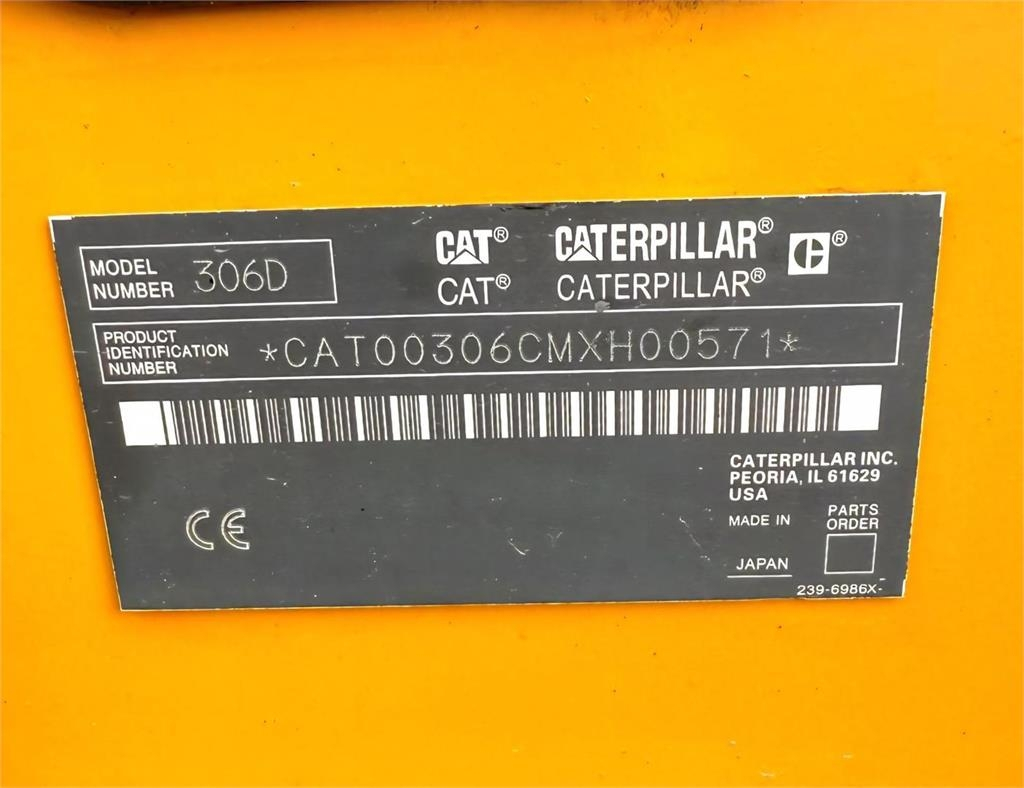 MODEL NUMBER 306D
CAT® CATERPILLAR® ®
CAT® CATERPILLAR®
PRODUCT
IDENTIFICATION
NUMBER
*CAT00306CMXH00571*
CATERPILLAR INC.
PEORIA, IL 61629
USA
MADE IN
JAPAN
PARTS
ORDER
239-6986X-
CE